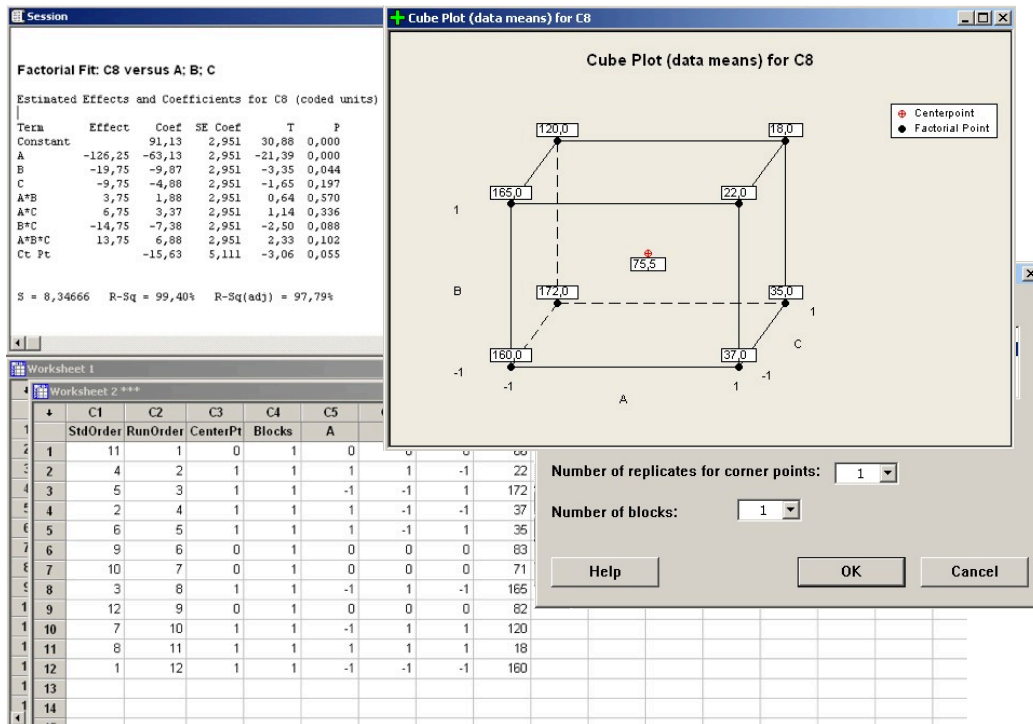 Session
Factorial Fit: C8 versus A; B; C
Estimated Effects and Coefficients for C8 (coded units)
Term Effect Coef SE Coef T P
Constant 91,13 2,951 30,88 0,000
A -126,25 -63,13 2,951 -21,39 0,000
B -19,75 -9,87 2,951 -3,35 0,044
C -9,75 -4,88 2,951 -1,65 0,197
A*B 3,75 1,88 2,951 0,64 0,570
A*C 6,75 3,37 2,951 1,14 0,336
B*C -14,75 -7,38 2,951 -2,50 0,088
A*B*C 13,75 6,88 2,951 2,33 0,102
Ct Pt -15,63 5,111 -3,06 0,055
S = 8,34666 R-Sq = 99,40% R-Sq(adj) = 97,79%
Cube Plot (data means) for C8
Cube Plot (data means) for C8
Centerpoint
Factorial Point
120,0 18,0
165,0 22,0
1
75,5
B
172,0 35,0
1
C
160,0 37,0
-1
-1 1 -1
A
Worksheet 1
Worksheet 2 ***
C1 C2 C3 C4 C5
StdOrder RunOrder CenterPt Blocks A
1 11 1 0 1 0
2 4 2 1 1 1 1 -1 22
3 5 3 1 1 -1 -1 1 172
4 2 4 1 1 1 -1 -1 37
5 6 5 1 1 1 -1 1 35
6 9 6 0 1 0 0 0 83
7 10 7 0 1 0 0 0 71
8 3 8 1 1 -1 1 -1 165
9 12 9 0 1 0 0 0 82
10 7 10 1 1 -1 1 1 120
11 8 11 1 1 1 1 1 18
12 1 12 1 1 -1 -1 -1 160
13
14
Number of replicates for corner points: 1
Number of blocks: 1
Help OK Cancel